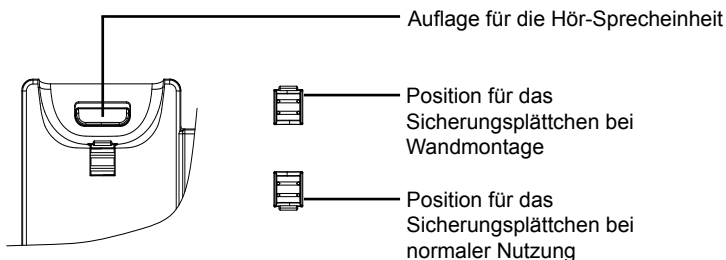 Auflage für die Hör-Sprecheinheit
Position für das
Sicherungsplättchen bei
Wandmontage
Position für das
Sicherungsplättchen bei
normaler Nutzung